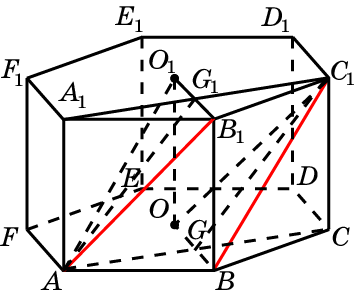 E₁ D₁
F₁ O₁ G₁ C₁
A₁ B₁
E D
F O G C
A B